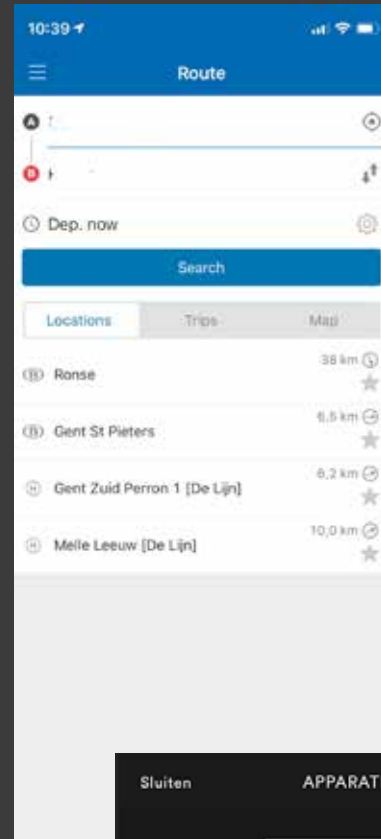 10:39
Route
A
B
Dep. now
Search
Locations Trips Map
Ronse 38 km
Gent St Pieters 6,5 km
Gent Zuid Perron 1 [De Lijn] 6,2 km
Melle Leeuw [De Lijn] 10,0 km
Sluiten APPARAT